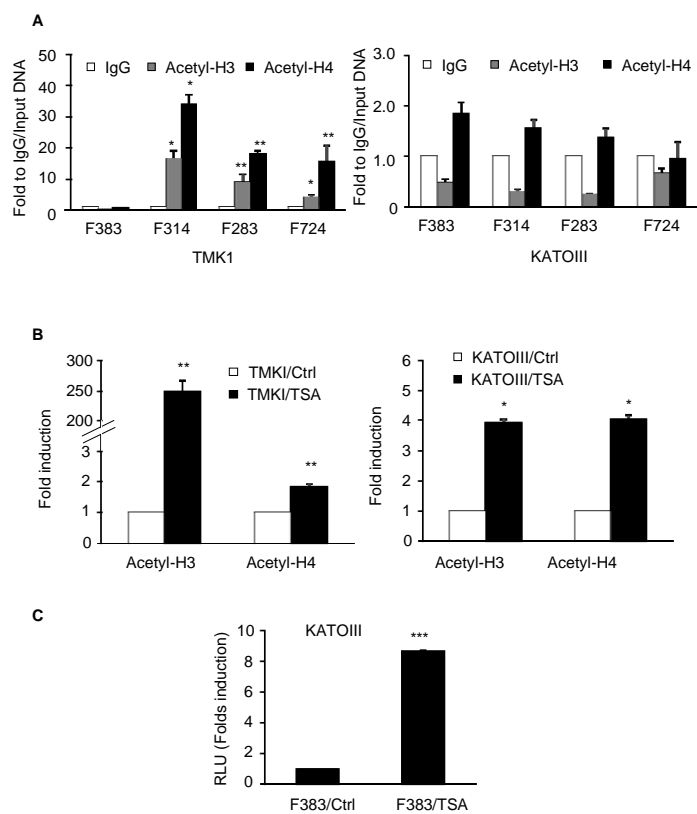 A
Fold to IgG/Input DNA
50
40
30
20
10
0
IgG
Acetyl-H3
Acetyl-H4
*
*
**
**
*
**
F383
F314
F283
F724
TMK1
Fold to IgG/Input DNA
3.0
2.0
1.0
0.0
IgG
Acetyl-H3
Acetyl-H4
F383
F314
F283
F724
KATOIII
B
Fold induction
300
250
200
2
1
0
TMKI/Ctrl
TMKI/TSA
**
**
Acetyl-H3
Acetyl-H4
Fold induction
6
5
4
3
2
1
0
KATOIII/Ctrl
KATOIII/TSA
*
*
Acetyl-H3
Acetyl-H4
C
RLU (Folds induction)
10
8
6
4
2
0
KATOIII
***
F383/Ctrl
F383/TSA